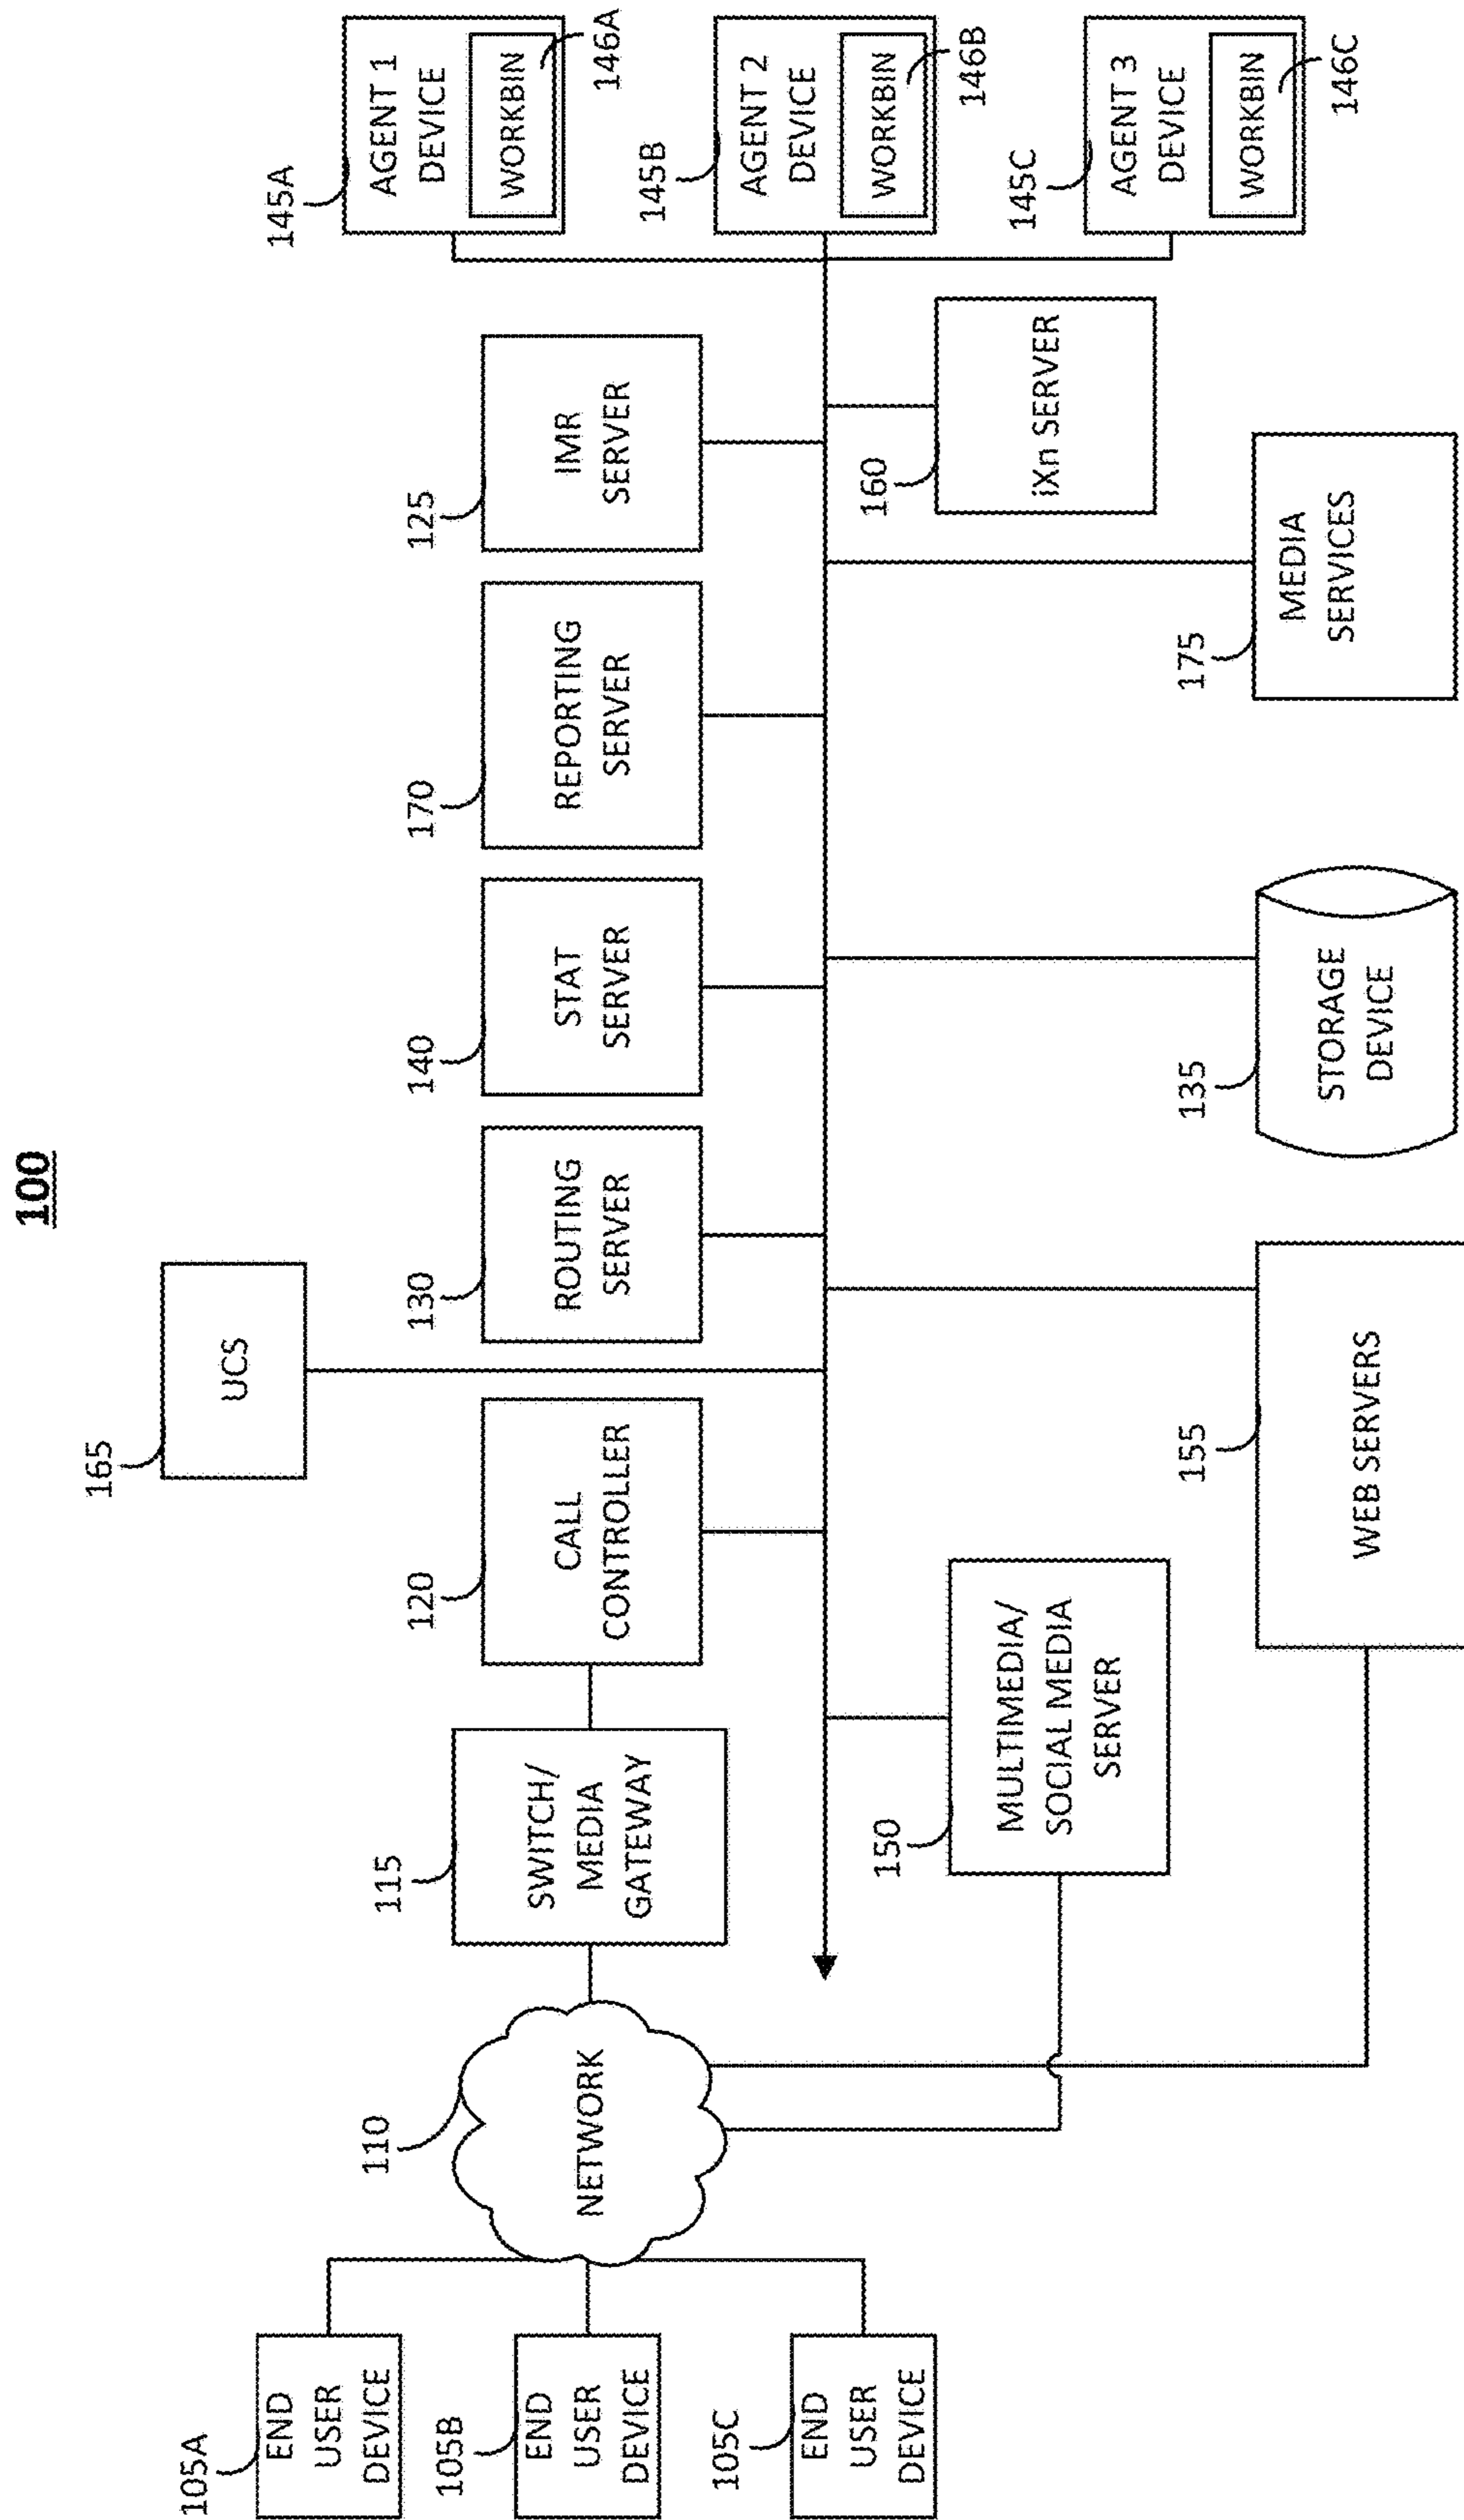 100
165
UCS
105A
END
USER
DEVICE
105B
END
USER
DEVICE
105C
END
USER
DEVICE
110
NETWORK
115
SWITCH/
MEDIA
GATEWAY
120
CALL
CONTROLLER
130
ROUTING
SERVER
140
STAT
SERVER
170
REPORTING
SERVER
125
IMR
SERVER
145A
AGENT 1
DEVICE
WORKBIN
146A
145B
AGENT 2
DEVICE
WORKBIN
146B
145C
AGENT 3
DEVICE
WORKBIN
146C
150
MULTIMEDIA/
SOCIAL MEDIA
SERVER
160
iXn SERVER
155
WEB SERVERS
135
STORAGE
DEVICE
175
MEDIA
SERVICES